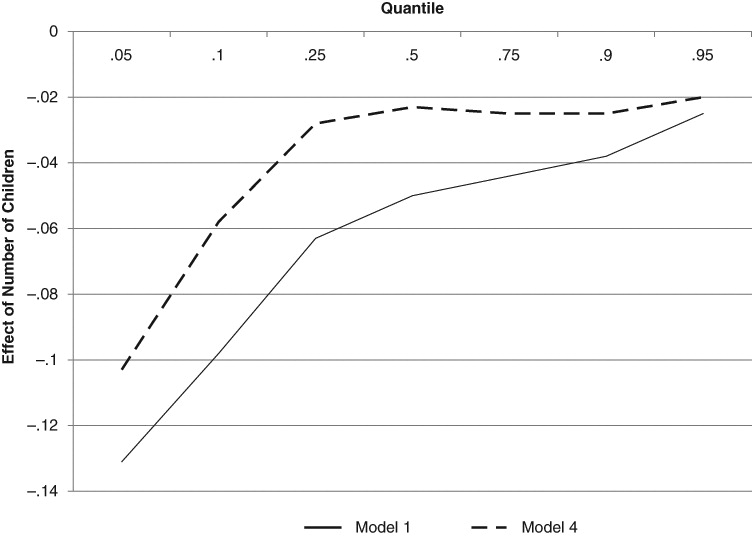 Quantile
0
.05 .1 .25 .5 .75 .9 .95
–.02
–.04
–.06
–.08
–.1
–.12
–.14
Effect of Number of Children
Model 1 Model 4